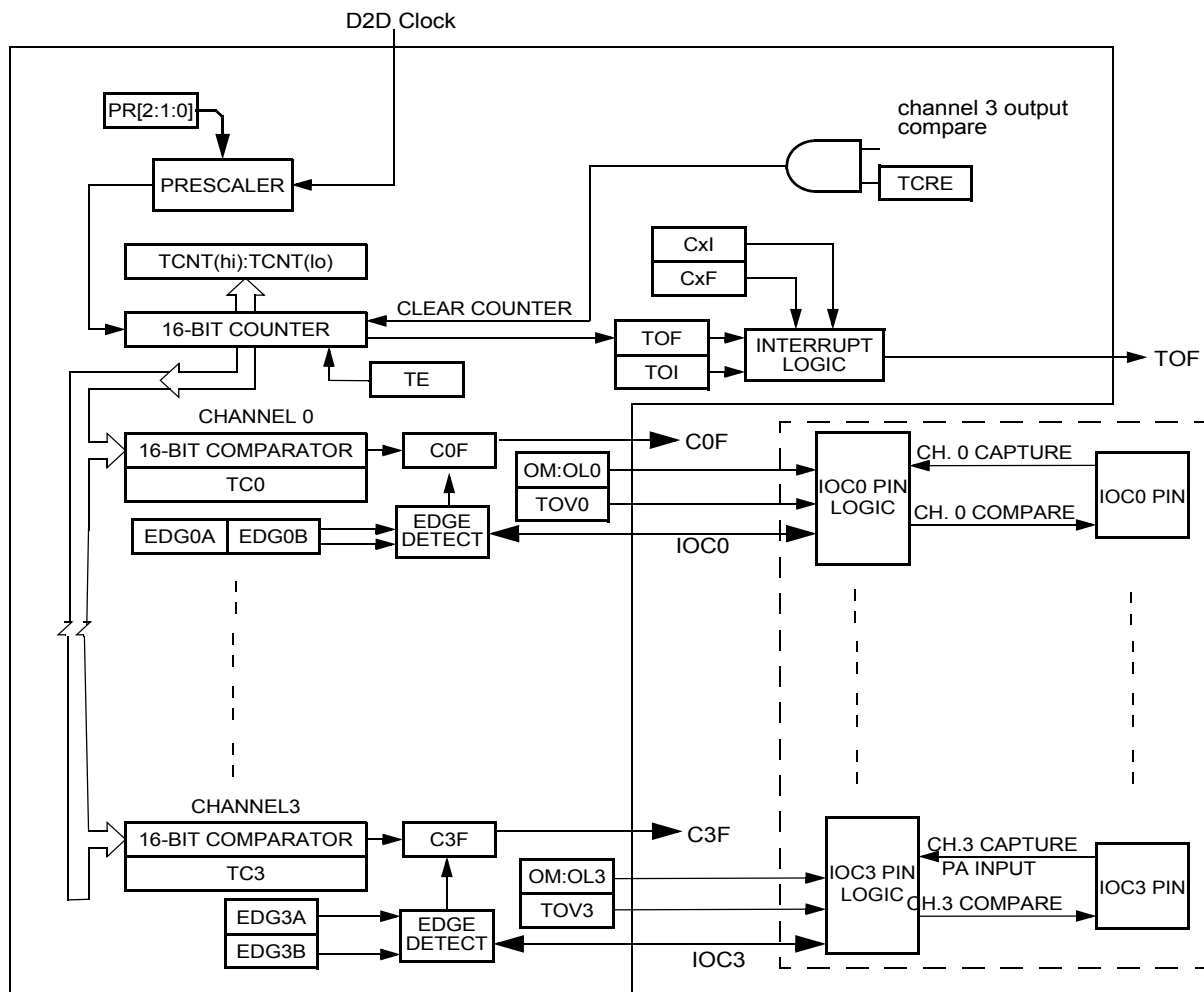 D2D Clock
PR[2:1:0]
channel 3 output
compare
PRESCALER
TCRE
CxI
TCNT(hi):TCNT(lo)
CxF
CLEAR COUNTER
16-BIT COUNTER
TOF
INTERRUPT
LOGIC
TOF
TOI
TE
CHANNEL 0
16-BIT COMPARATOR
C0F
C0F
TC0
OM:OL0
TOV0
IOC0 PIN
LOGIC
CH. 0 CAPTURE
IOC0 PIN
CH. 0 COMPARE
EDG0A
EDG0B
EDGE
DETECT
IOC0
CHANNEL3
16-BIT COMPARATOR
C3F
C3F
TC3
OM:OL3
TOV3
IOC3 PIN
LOGIC
CH.3 CAPTURE
PA INPUT
IOC3 PIN
CH.3 COMPARE
EDG3A
EDG3B
EDGE
DETECT
IOC3